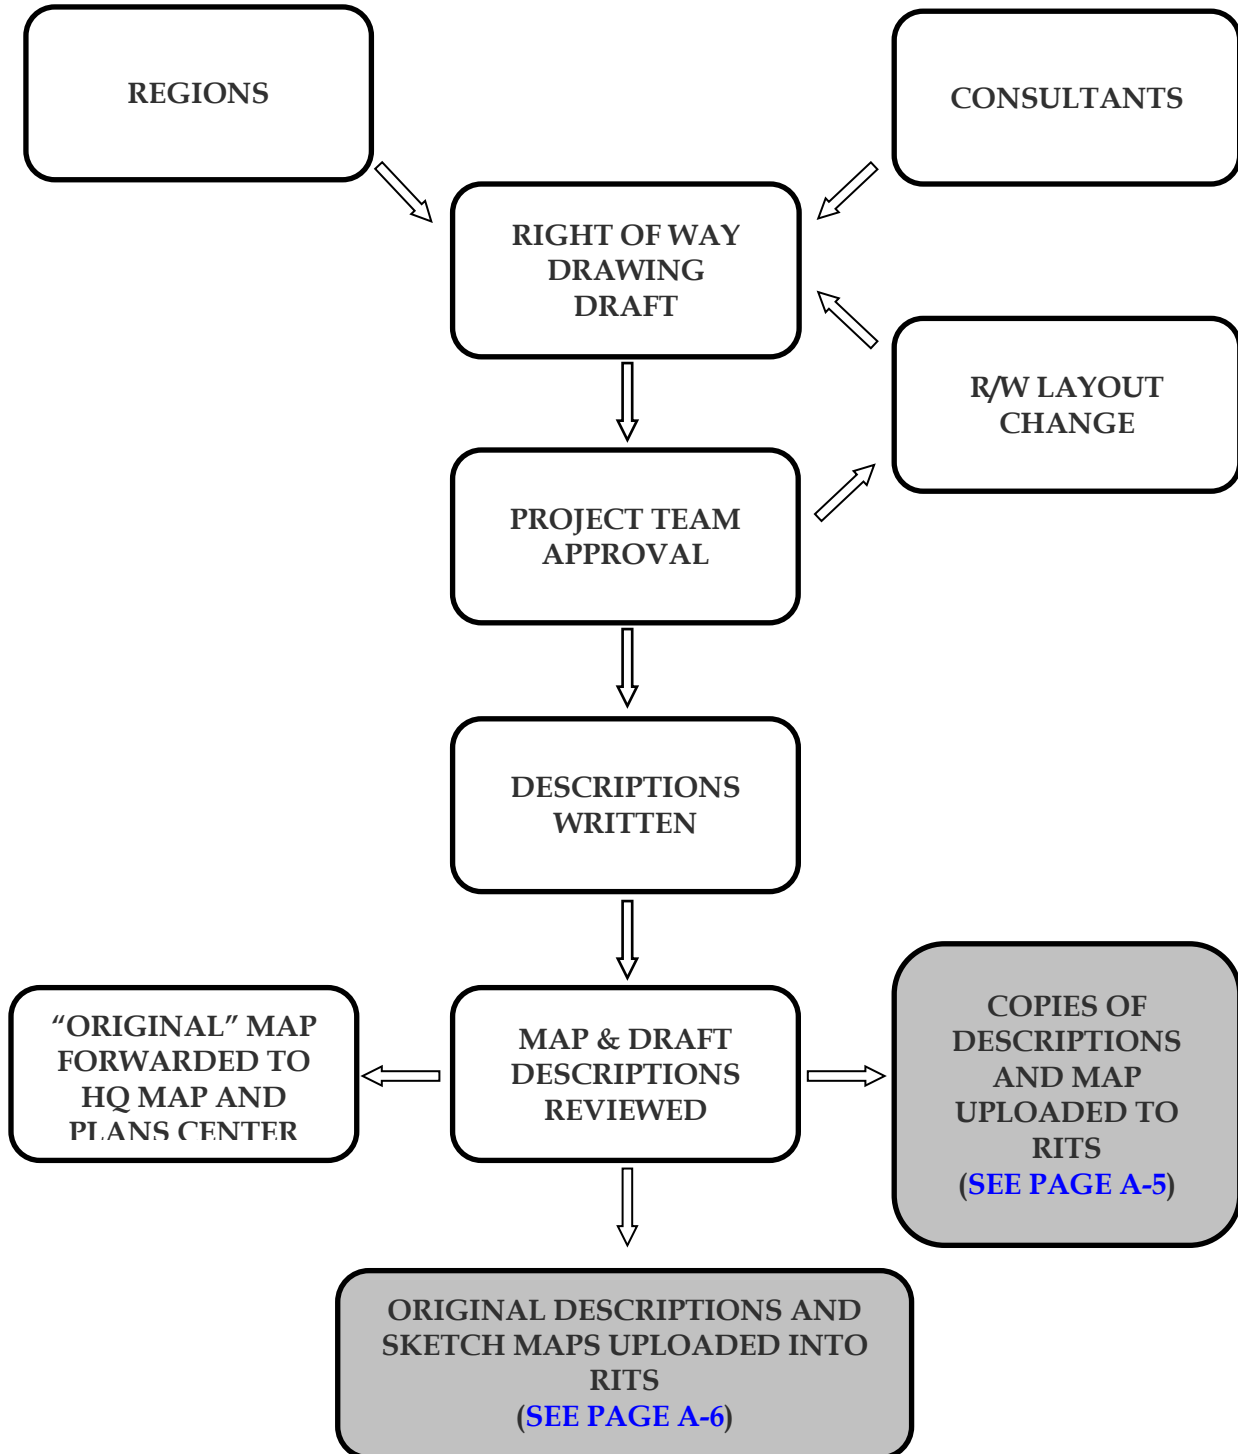 REGIONS
CONSULTANTS
RIGHT OF WAY
DRAWING
DRAFT
R/W LAYOUT
CHANGE
PROJECT TEAM
APPROVAL
DESCRIPTIONS
WRITTEN
“ORIGINAL” MAP
FORWARDED TO
HQ MAP AND
PLANS CENTER
MAP & DRAFT
DESCRIPTIONS
REVIEWED
COPIES OF
DESCRIPTIONS
AND MAP
UPLOADED TO
RITS
(SEE PAGE A-5)
ORIGINAL DESCRIPTIONS AND
SKETCH MAPS UPLOADED INTO
RITS
(SEE PAGE A-6)